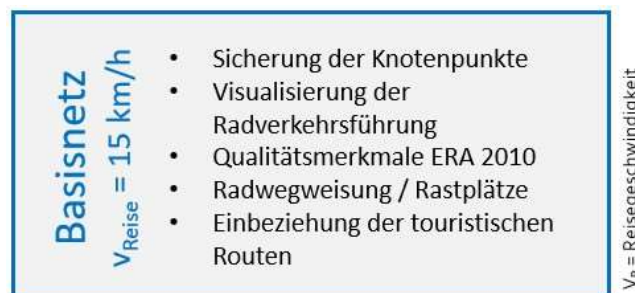 Basisnetz
vReise = 15 km/h
• Sicherung der Knotenpunkte
• Visualisierung der
Radverkehrsführung
• Qualitätsmerkmale ERA 2010
• Radwegweisung / Rastplätze
• Einbeziehung der touristischen
Routen
VR = Reisegeschwindigkeit